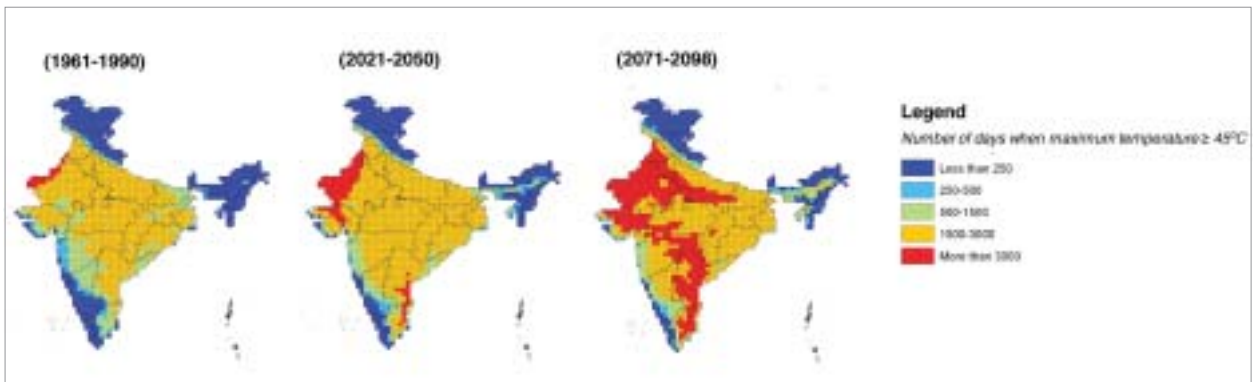 (1961-1990)
(2021-2050)
(2071-2098)
Legend
Number of days when maximum temperature ≥ 45°C
Less than 250
250-500
500-1500
1500-3000
More than 3000